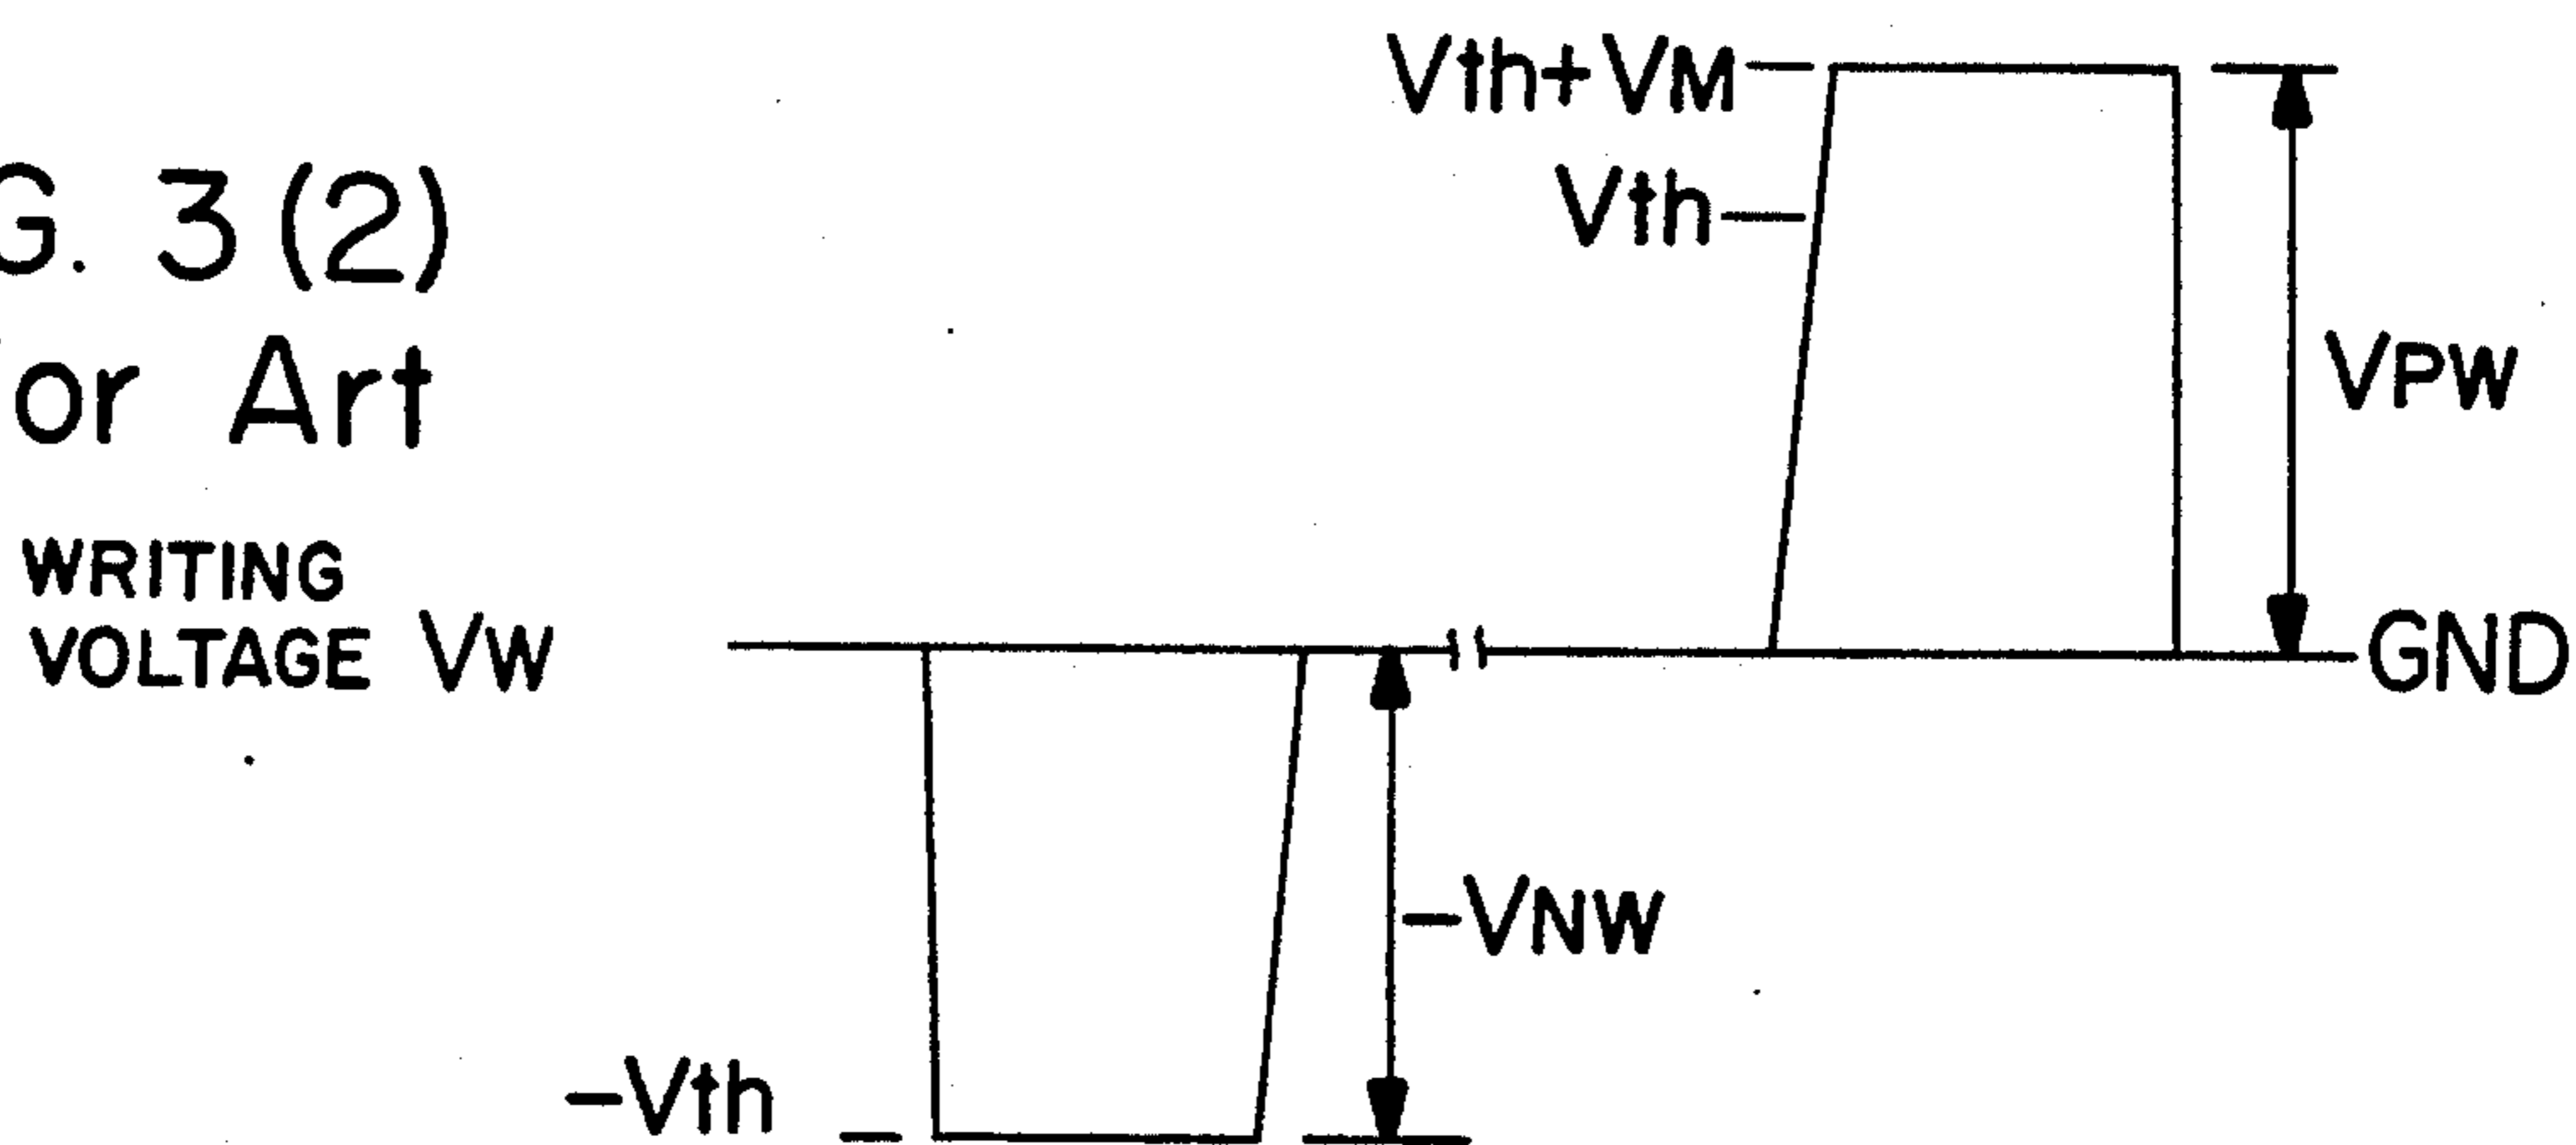 G. 3 (2)
or Art
WRITING
VOLTAGE VW
Vth+VM
Vth
VPW
GND
-VNW
-Vth